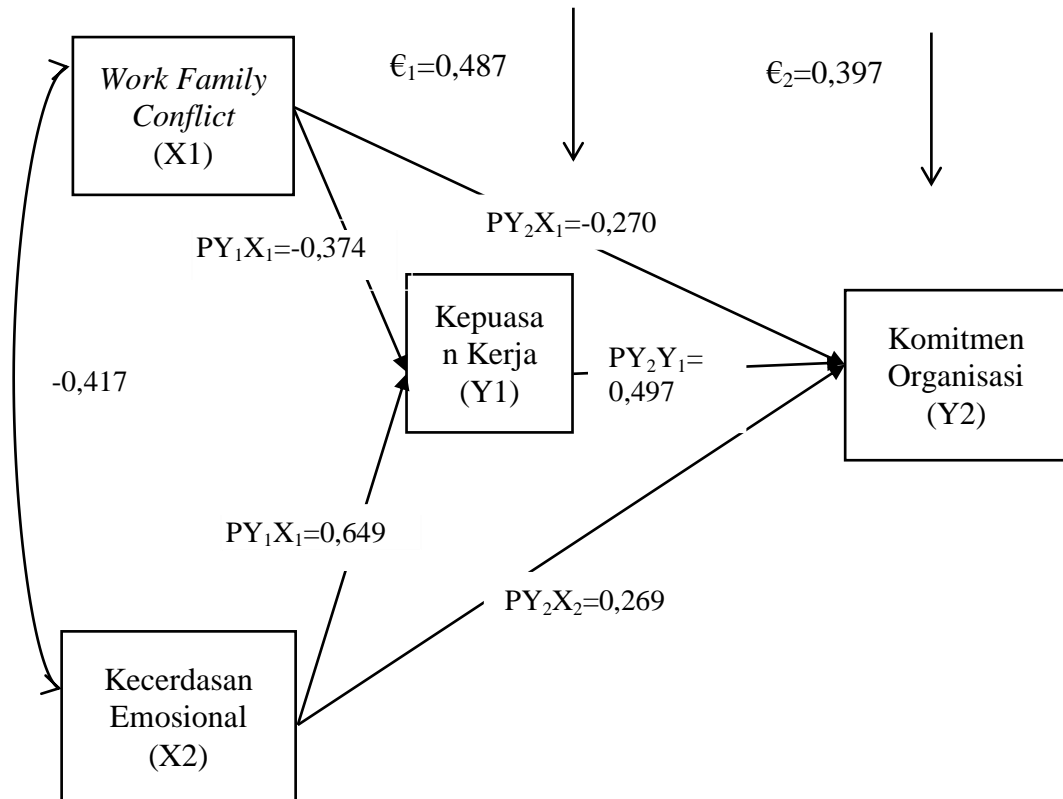 Work Family
Conflict
(X1)
€₁=0,487
€₂=0,397
PY₂X₁=-0,270
PY₁X₁=-0,374
Kepuasa
n Kerja
(Y1)
PY₂Y₁=
0,497
Komitmen
Organisasi
(Y2)
-0,417
PY₁X₁=0,649
PY₂X₂=0,269
Kecerdasan
Emosional
(X2)